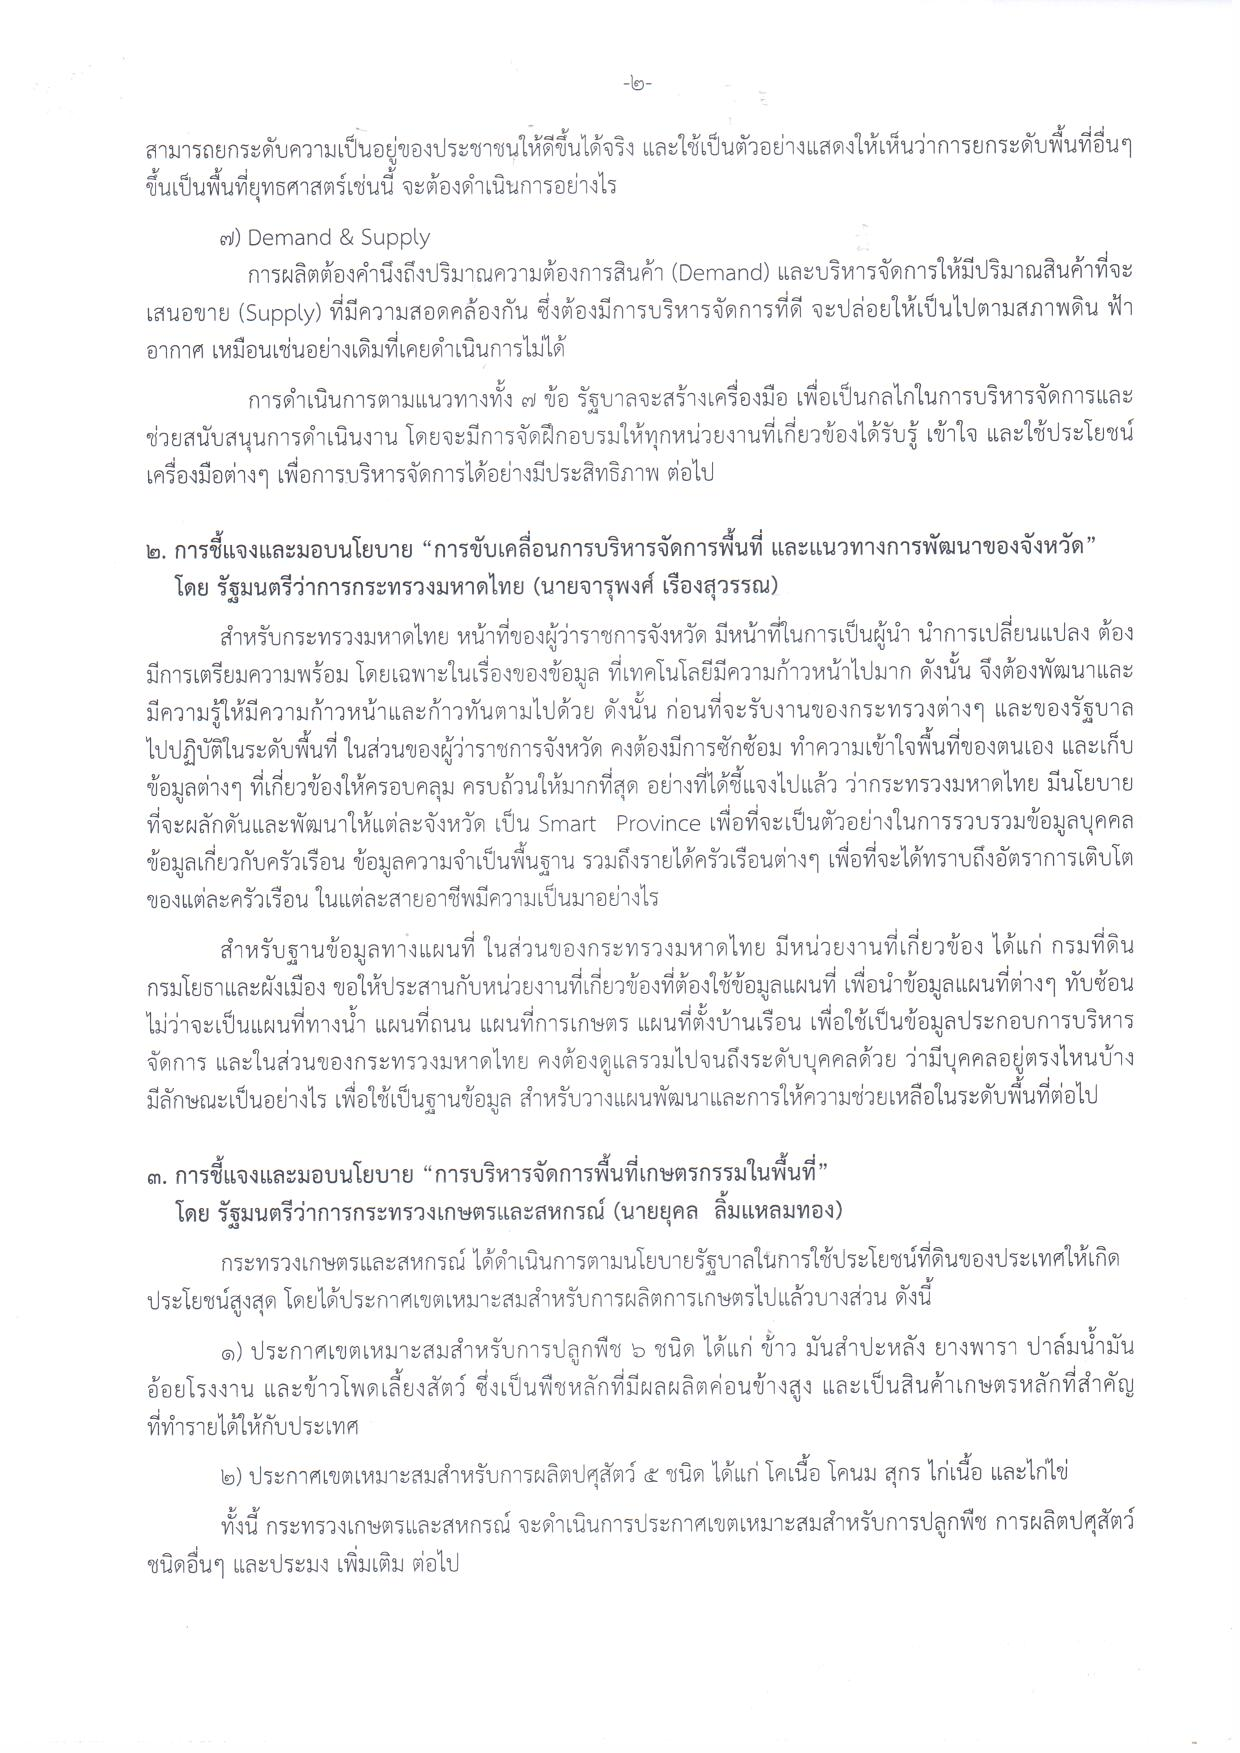 -๒-
สามารถยกระดับความเป็นอยู่ของประชาชนให้ดีขึ้นได้จริง และใช้เป็นตัวอย่างแสดงให้เห็นว่าการยกระดับพื้นที่อื่นๆ
ขึ้นเป็นพื้นที่ยุทธศาสตร์เช่นนี้ จะต้องดำเนินการอย่างไร
๗) Demand & Supply
การผลิตต้องคำนึงถึงปริมาณความต้องการสินค้า (Demand) และบริหารจัดการให้มีปริมาณสินค้าที่จะ
เสนอขาย (Supply) ที่มีความสอดคล้องกัน ซึ่งต้องมีการบริหารจัดการที่ดี จะปล่อยให้เป็นไปตามสภาพดิน ฟ้า
อากาศ เหมือนเช่นอย่างเดิมที่เคยดำเนินการไม่ได้
การดำเนินการตามแนวทางทั้ง ๗ ข้อ รัฐบาลจะสร้างเครื่องมือ เพื่อเป็นกลไกในการบริหารจัดการและ
ช่วยสนับสนุนการดำเนินงาน โดยจะมีการจัดฝึกอบรมให้ทุกหน่วยงานที่เกี่ยวข้องได้รับรู้ เข้าใจ และใช้ประโยชน์
เครื่องมือต่างๆ เพื่อการบริหารจัดการได้อย่างมีประสิทธิภาพ ต่อไป
๒. การชี้แจงและมอบนโยบาย “การขับเคลื่อนการบริหารจัดการพื้นที่ และแนวทางการพัฒนาของจังหวัด”
โดย รัฐมนตรีว่าการกระทรวงมหาดไทย (นายจารุพงศ์ เรืองสุวรรณ)
สำหรับกระทรวงมหาดไทย หน้าที่ของผู้ว่าราชการจังหวัด มีหน้าที่ในการเป็นผู้นำ นำการเปลี่ยนแปลง ต้อง
มีการเตรียมความพร้อม โดยเฉพาะในเรื่องของข้อมูล ที่เทคโนโลยีมีความก้าวหน้าไปมาก ดังนั้น จึงต้องพัฒนาและ
มีความรู้ให้มีความก้าวหน้าและก้าวทันตามไปด้วย ดังนั้น ก่อนที่จะรับงานของกระทรวงต่างๆ และของรัฐบาล
ไปปฏิบัติในระดับพื้นที่ ในส่วนของผู้ว่าราชการจังหวัด คงต้องมีการซักซ้อม ทำความเข้าใจพื้นที่ของตนเอง และเก็บ
ข้อมูลต่างๆ ที่เกี่ยวข้องให้ครอบคลุม ครบถ้วนให้มากที่สุด อย่างที่ได้ชี้แจงไปแล้ว ว่ากระทรวงมหาดไทย มีนโยบาย
ที่จะผลักดันและพัฒนาให้แต่ละจังหวัด เป็น Smart Province เพื่อที่จะเป็นตัวอย่างในการรวบรวมข้อมูลบุคคล
ข้อมูลเกี่ยวกับครัวเรือน ข้อมูลความจำเป็นพื้นฐาน รวมถึงรายได้ครัวเรือนต่างๆ เพื่อที่จะได้ทราบถึงอัตราการเติบโต
ของแต่ละครัวเรือน ในแต่ละสายอาชีพมีความเป็นมาอย่างไร
สำหรับฐานข้อมูลทางแผนที่ ในส่วนของกระทรวงมหาดไทย มีหน่วยงานที่เกี่ยวข้อง ได้แก่ กรมที่ดิน
กรมโยธาและผังเมือง ขอให้ประสานกับหน่วยงานที่เกี่ยวข้องที่ต้องใช้ข้อมูลแผนที่ เพื่อนำข้อมูลแผนที่ต่างๆ ทับซ้อน
ไม่ว่าจะเป็นแผนที่ทางน้ำ แผนที่ถนน แผนที่การเกษตร แผนที่ตั้งบ้านเรือน เพื่อใช้เป็นข้อมูลประกอบการบริหาร
จัดการ และในส่วนของกระทรวงมหาดไทย คงต้องดูแลรวมไปจนถึงระดับบุคคลด้วย ว่ามีบุคคลอยู่ตรงไหนบ้าง
มีลักษณะเป็นอย่างไร เพื่อใช้เป็นฐานข้อมูล สำหรับวางแผนพัฒนาและการให้ความช่วยเหลือในระดับพื้นที่ต่อไป
๓. การชี้แจงและมอบนโยบาย “การบริหารจัดการพื้นที่เกษตรกรรมในพื้นที่”
โดย รัฐมนตรีว่าการกระทรวงเกษตรและสหกรณ์ (นายยุคล ลิ้มแหลมทอง)
กระทรวงเกษตรและสหกรณ์ ได้ดำเนินการตามนโยบายรัฐบาลในการใช้ประโยชน์ที่ดินของประเทศให้เกิด
ประโยชน์สูงสุด โดยได้ประกาศเขตเหมาะสมสำหรับการผลิตการเกษตรไปแล้วบางส่วน ดังนี้
๑) ประกาศเขตเหมาะสมสำหรับการปลูกพืช ๖ ชนิด ได้แก่ ข้าว มันสำปะหลัง ยางพารา ปาล์มน้ำมัน
อ้อยโรงงาน และข้าวโพดเลี้ยงสัตว์ ซึ่งเป็นพืชหลักที่มีผลผลิตค่อนข้างสูง และเป็นสินค้าเกษตรหลักที่สำคัญ
ที่ทำรายได้ให้กับประเทศ
๒) ประกาศเขตเหมาะสมสำหรับการผลิตปศุสัตว์ ๕ ชนิด ได้แก่ โคเนื้อ โคนม สุกร ไก่เนื้อ และไก่ไข่
ทั้งนี้ กระทรวงเกษตรและสหกรณ์ จะดำเนินการประกาศเขตเหมาะสมสำหรับการปลูกพืช การผลิตปศุสัตว์
ชนิดอื่นๆ และประมง เพิ่มเติม ต่อไป